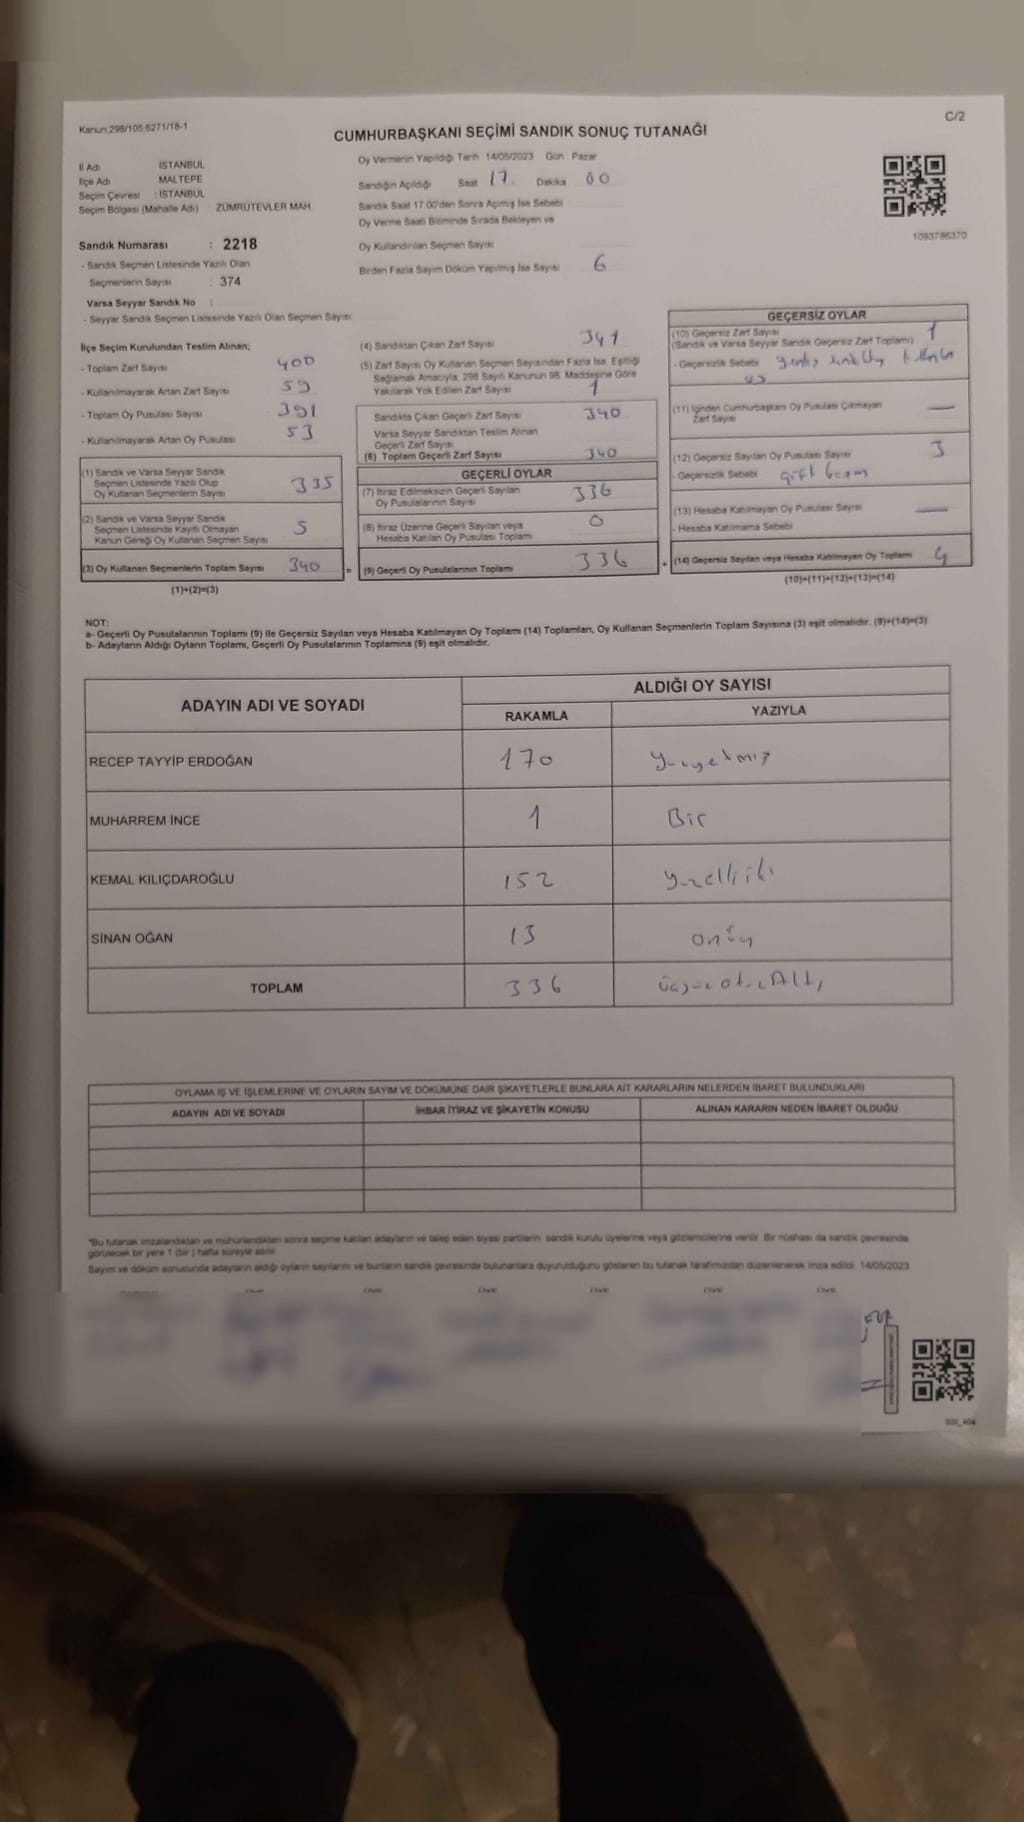 Kanun:298/105.6271/18-1
C/2
CUMHURBAŞKANI SEÇİMİ SANDIK SONUÇ TUTANAĞI
İl Adı İSTANBUL
İlçe Adı MALTEPE
Seçim Çevresi : İSTANBUL
Seçim Bölgesi (Mahalle Adı) ZÜMRÜTEVLER MAH.
Sandık Numarası : 2218
- Sandık Seçmen Listesinde Yazılı Olan
Seçmenlerin Sayısı : 374
Varsa Seyyar Sandık No :
- Seyyar Sandık Seçmen Listesinde Yazılı Olan Seçmen Sayısı
Oy Vermenin Yapıldığı Tarih 14/05/2023 Gün Pazar
Sandığın Açıldığı Saat 17. Dakika 00
Sandık Saat 17.00'den Sonra Açımış İse Sebebi
Oy Verme Saati Bitiminde Sırada Bekleyen ve
Oy Kullandırılan Seçmen Sayısı
Birden Fazla Sayım Döküm Yapılmış İse Sayısı 6
1093796370
İlçe Seçim Kurulundan Teslim Alınan;
- Toplam Zarf Sayısı 400
- Kullanılmayarak Artan Zarf Sayısı 59
- Toplam Oy Pusulası Sayısı : 391
- Kullanılmayarak Artan Oy Pusulası 53
(1) Sandık ve Varsa Seyyar Sandık
Seçmen Listesinde Yazılı Olup
Oy Kullanan Seçmenlerin Sayısı 335
(2) Sandık ve Varsa Seyyar Sandık
Seçmen Listesinde Kayıtlı Olmayan
Kanun Gereği Oy Kullanan Seçmen Sayısı 5
(3) Oy Kullanan Seçmenlerin Toplam Sayısı 340
(1)+(2)=(3)
(4) Sandıktan Çıkan Zarf Sayısı 341
(5) Zarf Sayısı Oy Kullanan Seçmen Sayısından Fazla İse, Eşitliği
Sağlamak Amacıyla, 298 Sayılı Kanunun 98. Maddesine Göre
Yakılarak Yok Edilen Zarf Sayısı 1
Sandıkta Çıkan Geçerli Zarf Sayısı 340
Varsa Seyyar Sandıktan Teslim Alınan
Geçerli Zarf Sayısı
(6) Toplam Geçerli Zarf Sayısı 340
GEÇERLİ OYLAR
(7) İtiraz Edilmeksizin Geçerli Sayılan
Oy Pusulalarının Sayısı 336
(8) İtiraz Üzerine Geçerli Sayılan veya
Hesaba Katılan Oy Pusulası Toplamı 0
= (9) Geçerli Oy Pusulalarının Toplamı 336
GEÇERSİZ OYLAR
(10) Geçersiz Zarf Sayısı 1
(Sandık ve Varsa Seyyar Sandık Geçersiz Zarf Toplamı)
- Geçersizlik Sebebi
(11) İçinden Cumhurbaşkanı Oy Pusulası Çıkmayan —
Zarf Sayısı
(12) Geçersiz Sayılan Oy Pusulası Sayısı 3
- Geçersizlik Sebebi çift basım
(13) Hesaba Katılmayan Oy Pusulası Sayısı —
- Hesaba Katılmama Sebebi
+ (14) Geçersiz Sayılan veya Hesaba Katılmayan Oy Toplamı 4
(10)+(11)+(12)+(13)=(14)
NOT:
a- Geçerli Oy Pusulalarının Toplamı (9) ile Geçersiz Sayılan veya Hesaba Katılmayan Oy Toplamı (14) Toplamları, Oy Kullanan Seçmenlerin Toplam Sayısına (3) eşit olmalıdır. (9)+(14)=(3)
b- Adayların Aldığı Oyların Toplamı, Geçerli Oy Pusulalarının Toplamına (9) eşit olmalıdır.
ADAYIN ADI VE SOYADI ALDIĞI OY SAYISI
RAKAMLA YAZIYLA
RECEP TAYYİP ERDOĞAN 170 yüzyetmiş
MUHARREM İNCE 1 Bir
KEMAL KILIÇDAROĞLU 152 yüzelliiki
SİNAN OĞAN 13 onüç
TOPLAM 336 üçyüzotuzAltı
OYLAMA İŞ VE İŞLEMLERİNE VE OYLARIN SAYIM VE DÖKÜMÜNE DAİR ŞİKAYETLERLE BUNLARA AİT KARARLARIN NELERDEN İBARET BULUNDUKLARI
ADAYIN ADI VE SOYADI İHBAR İTİRAZ VE ŞİKAYETİN KONUSU ALINAN KARARIN NEDEN İBARET OLDUĞU
*Bu tutanak imzalandıktan ve mühürlendikten sonra seçime katılan adayların ve talep eden siyasi partilerin, sandık kurulu üyelerine veya gözlemcilerine verilir. Bir nüshası da sandık çevresinde
görülecek bir yere 1 (bir ) hafta süreyle asılır.
Sayım ve döküm sonucunda adayların aldığı oyların sayılarını ve bunların sandık çevresinde bulunanlara duyurulduğunu gösteren bu tutanak tarafımızdan düzenlenerek imza edildi. 14/05/2023